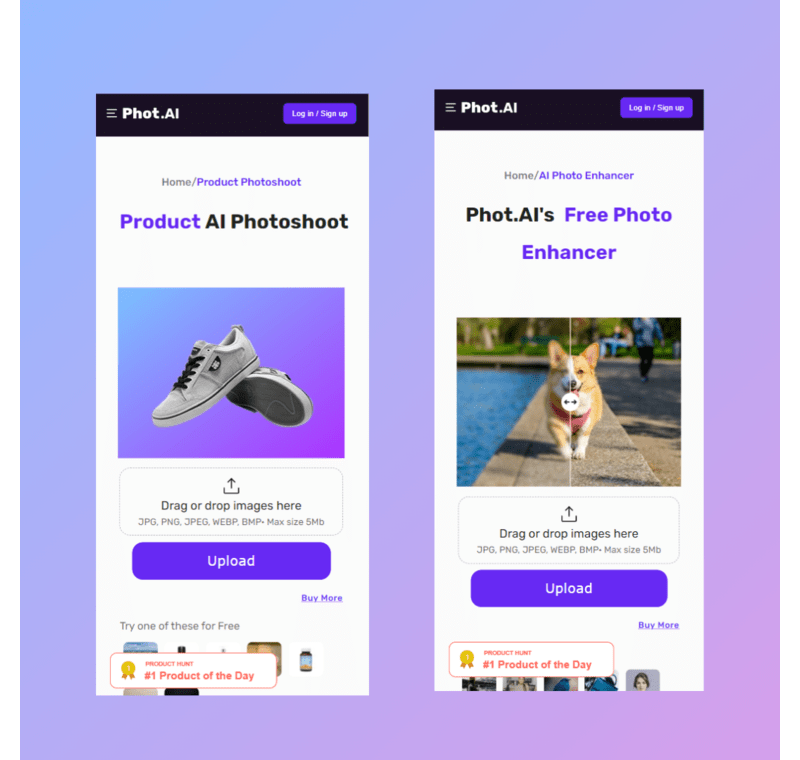 Phot.AI
Log in / Sign up
Home/Product Photoshoot
Product AI Photoshoot
Drag or drop images here
JPG, PNG, JPEG, WEBP, BMP• Max size 5Mb
Upload
Buy More
Try one of these for Free
PRODUCT HUNT
#1 Product of the Day
Phot.AI
Log in / Sign up
Home/AI Photo Enhancer
Phot.AI's Free Photo
Enhancer
Drag or drop images here
JPG, PNG, JPEG, WEBP, BMP• Max size 5Mb
Upload
Buy More
PRODUCT HUNT
#1 Product of the Day